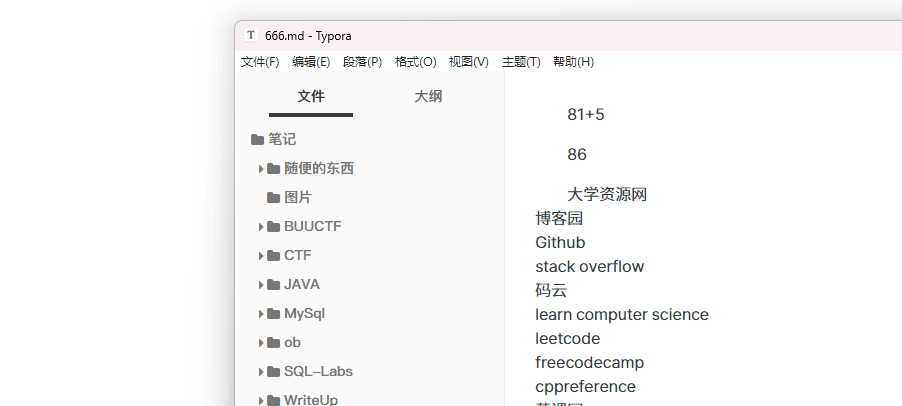 T 666.md - Typora
文件(F) 编辑(E) 段落(P) 格式(O) 视图(V) 主题(T) 帮助(H)
文件 大纲
笔记
随便的东西
图片
BUUCTF
CTF
JAVA
MySql
ob
SQL-Labs
WriteUp
81+5
86
大学资源网
博客园
Github
stack overflow
码云
learn computer science
leetcode
freecodecamp
cppreference